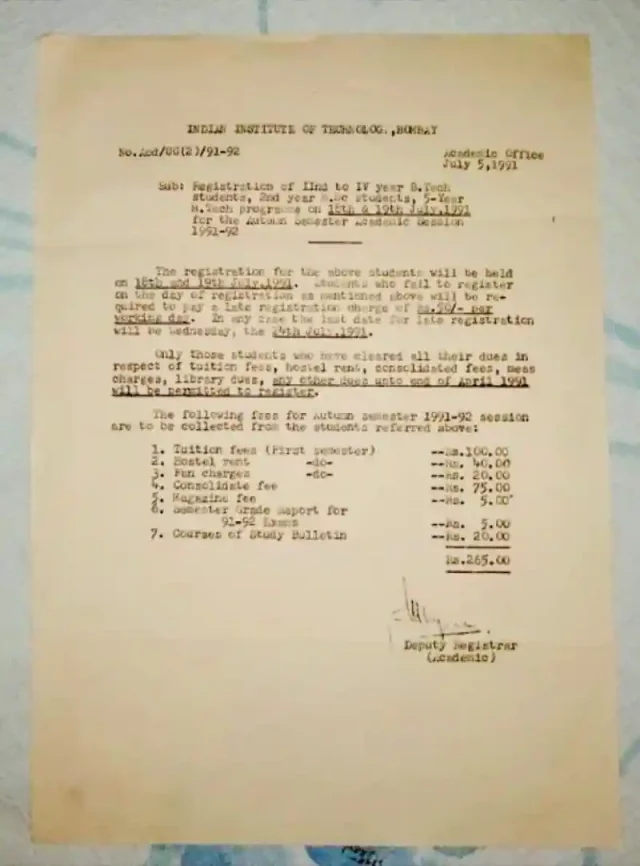 INDIAN INSTITUTE OF TECHNOLOG.,BOMBAY
No.Acd/UG(2)/91-92 Academic Office
July 5,1991
Sub: Registration of IInd to IV year B.Tech
students, 2nd year M.Sc students, 5-Year
M.Tech programme on 18th & 19th July,1991
for the Autumn Semester Academic Session
1991-92
The registration for the above students will be held
on 18th and 19th July,1991. Students who fail to register
on the day of registration as mentioned above will be re-
quired to pay a late registration charge of Rs.50/- per
working day. In any case the last date for late registration
will be Wednesday, the 24th July,1991.
Only those students who have cleared all their dues in
respect of tuition fees, hostel rent, consolidated fees, mess
charges, library dues, any other dues upto end of April 1991
will be permitted to register.
The following fees for Autumn semester 1991-92 session
are to be collected from the students referred above:
1. Tuition fees (First semester) --Rs.100.00
2. Hostel rent -do- --Rs. 40.00
3. Fan charges -do- --Rs. 20.00
4. Consolidate fee --Rs. 75.00
5. Magazine fee --Rs. 5.00
6. Semester Grade Report for
91-92 Exams --Rs. 5.00
7. Courses of Study Bulletin --Rs. 20.00
Rs.265.00
Deputy Registrar
(Academic)